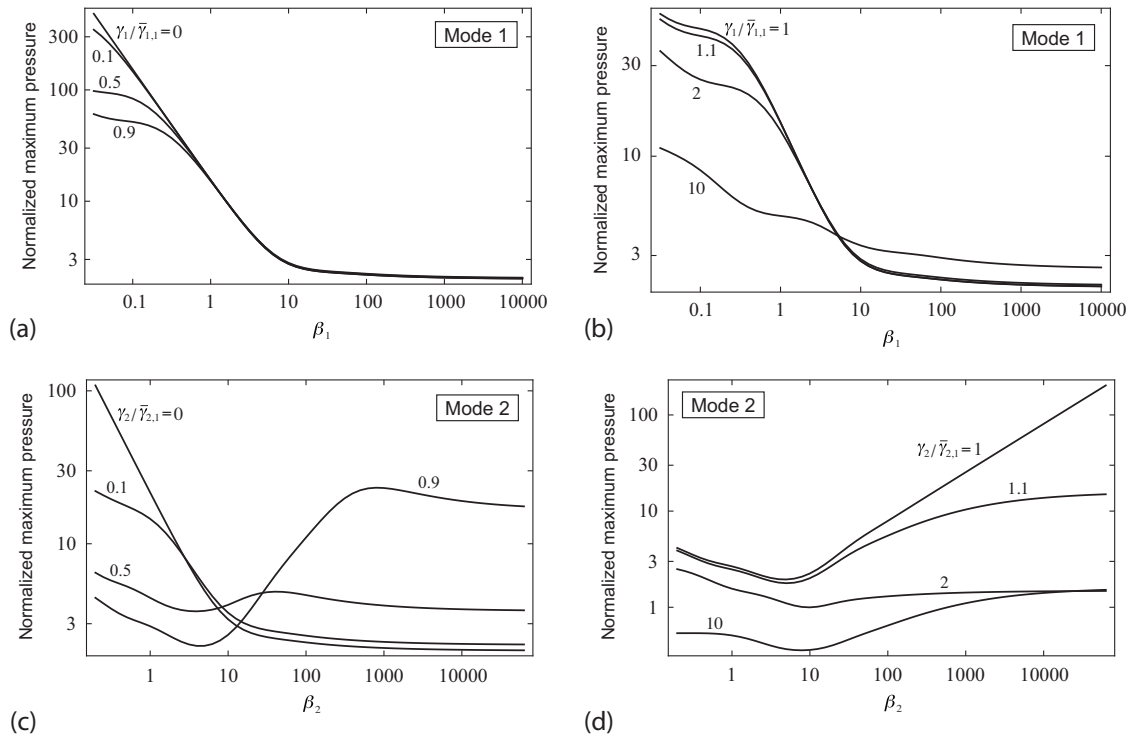 Normalized maximum pressure
300
100
30
10
3
γ₁/γ̄₁,₁=0
0.1
0.5
0.9
Mode 1
0.1 1 10 100 1000 10000
β₁
(a)
Normalized maximum pressure
30
10
3
γ₁/γ̄₁,₁=1
1.1
2
10
Mode 1
0.1 1 10 100 1000 10000
β₁
(b)
Normalized maximum pressure
100
30
10
3
γ₂/γ̄₂,₁=0
0.1
0.5
0.9
Mode 2
1 10 100 1000 10000
β₂
(c)
Normalized maximum pressure
100
30
10
3
1
Mode 2
γ₂/γ̄₂,₁=1
1.1
2
10
1 10 100 1000 10000
β₂
(d)